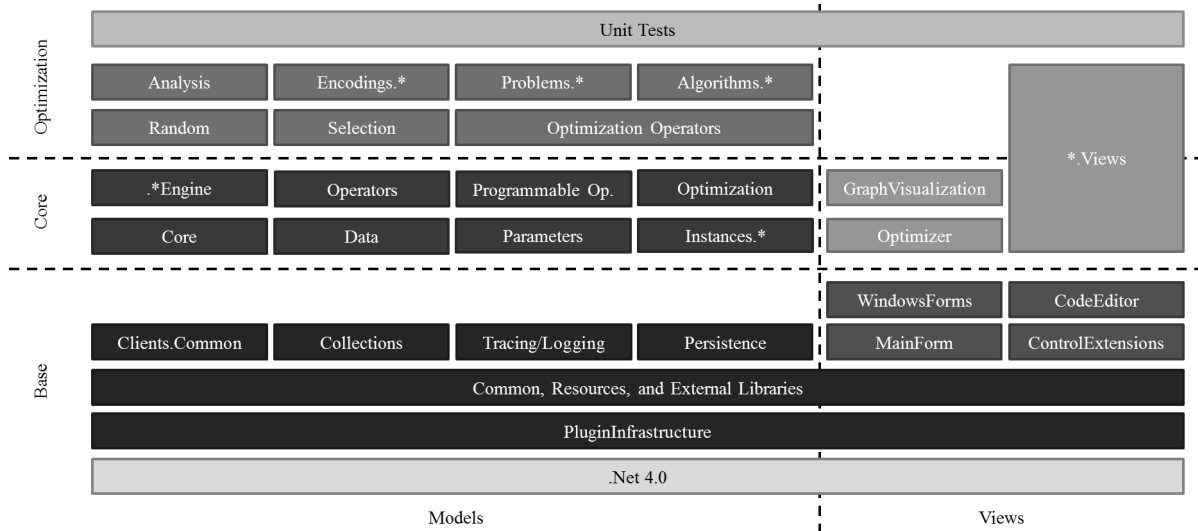 Unit Tests
Optimization
Analysis
Encodings.*
Problems.*
Algorithms.*
Random
Selection
Optimization Operators
*.Views
Core
.*Engine
Operators
Programmable Op.
Optimization
GraphVisualization
Core
Data
Parameters
Instances.*
Optimizer
Base
WindowsForms
CodeEditor
Clients.Common
Collections
Tracing/Logging
Persistence
MainForm
ControlExtensions
Common, Resources, and External Libraries
PluginInfrastructure
.Net 4.0
Models
Views